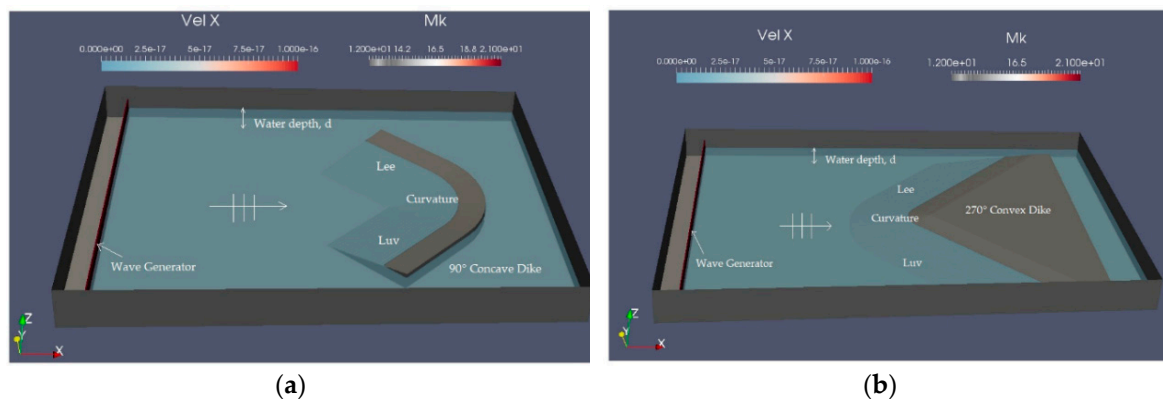 Vel X
Mk
0.000e+00 2.5e-17 5e-17 7.5e-17 1.000e-16
1.200e+01 14.2 16.5 18.8 2.100e+01
Water depth, d
Lee
Curvature
Luv
Wave Generator
90° Concave Dike
Z
Y
X
(a)
Vel X
Mk
0.000e+00 2.5e-17 5e-17 7.5e-17 1.000e-16
1.200e+01 16.5 2.100e+01
Water depth, d
Lee
Curvature
270° Convex Dike
Luv
Wave Generator
Z
Y
X
(b)